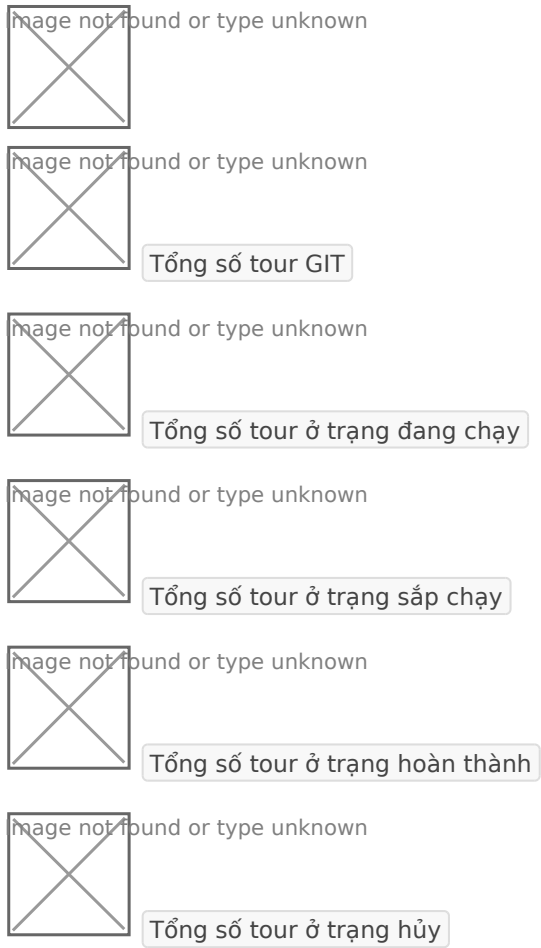 Image not found or type unknown
Image not found or type unknown
Tổng số tour GIT
Image not found or type unknown
Tổng số tour ở trạng đang chạy
Image not found or type unknown
Tổng số tour ở trạng sắp chạy
Image not found or type unknown
Tổng số tour ở trạng hoàn thành
Image not found or type unknown
Tổng số tour ở trạng hủy